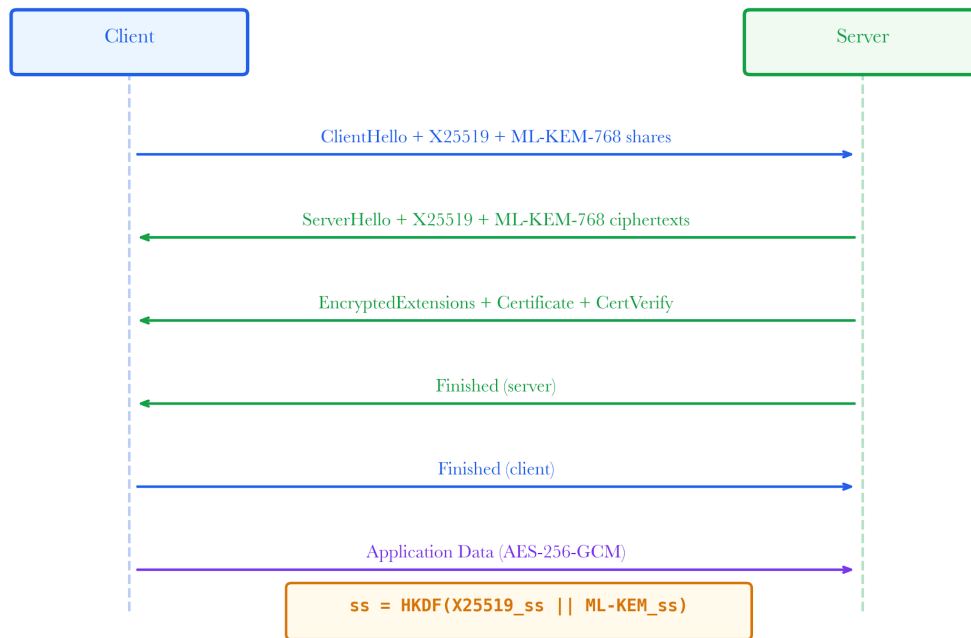 Client
Server
ClientHello + X25519 + ML-KEM-768 shares
ServerHello + X25519 + ML-KEM-768 ciphertexts
EncryptedExtensions + Certificate + CertVerify
Finished (server)
Finished (client)
Application Data (AES-256-GCM)
ss = HKDF(X25519_ss || ML-KEM_ss)